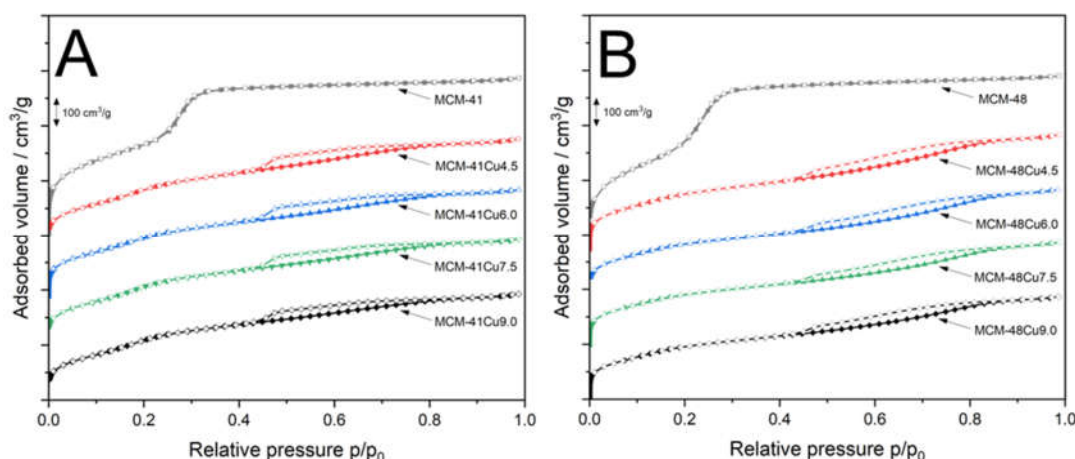 A
100 cm³/g
MCM-41
MCM-41Cu4.5
MCM-41Cu6.0
MCM-41Cu7.5
MCM-41Cu9.0
Adsorbed volume / cm³/g
0.0 0.2 0.4 0.6 0.8 1.0
Relative pressure p/p₀
B
100 cm³/g
MCM-48
MCM-48Cu4.5
MCM-48Cu6.0
MCM-48Cu7.5
MCM-48Cu9.0
Adsorbed volume / cm³/g
0.0 0.2 0.4 0.6 0.8 1.0
Relative pressure p/p₀